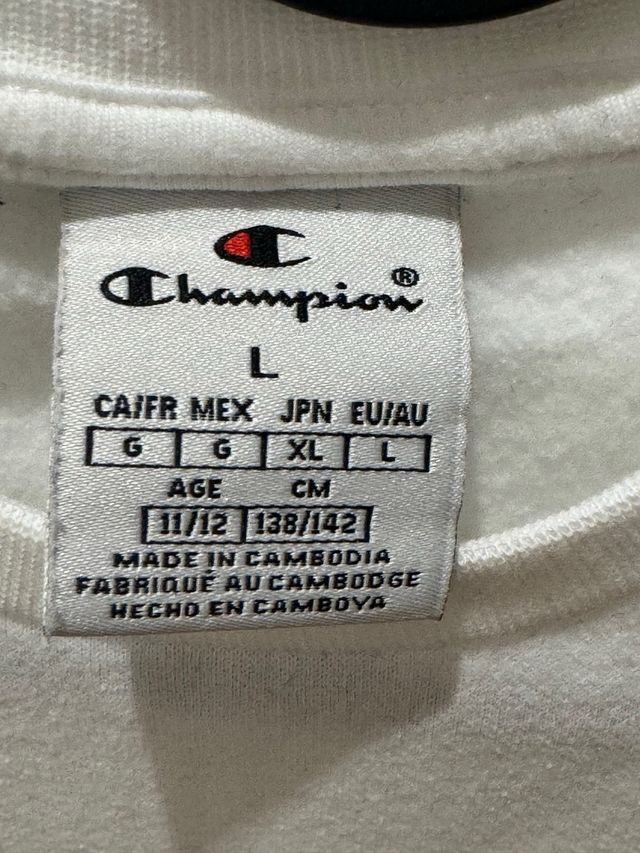 Champion®
L
CA/FR MEX JPN EU/AU
G G XL L
AGE CM
11/12 138/142
MADE IN CAMBODIA
FABRIQUÉ AU CAMBODGE
HECHO EN CAMBOYA